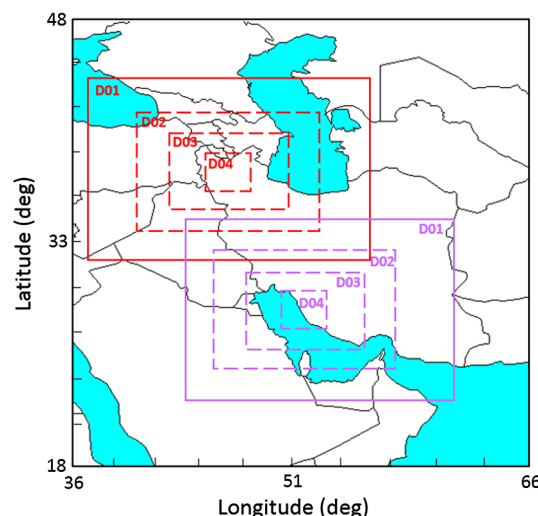 48
D01
D02
D03
D04
33
D01
D02
D03
D04
18
36
51
66
Latitude (deg)
Longitude (deg)